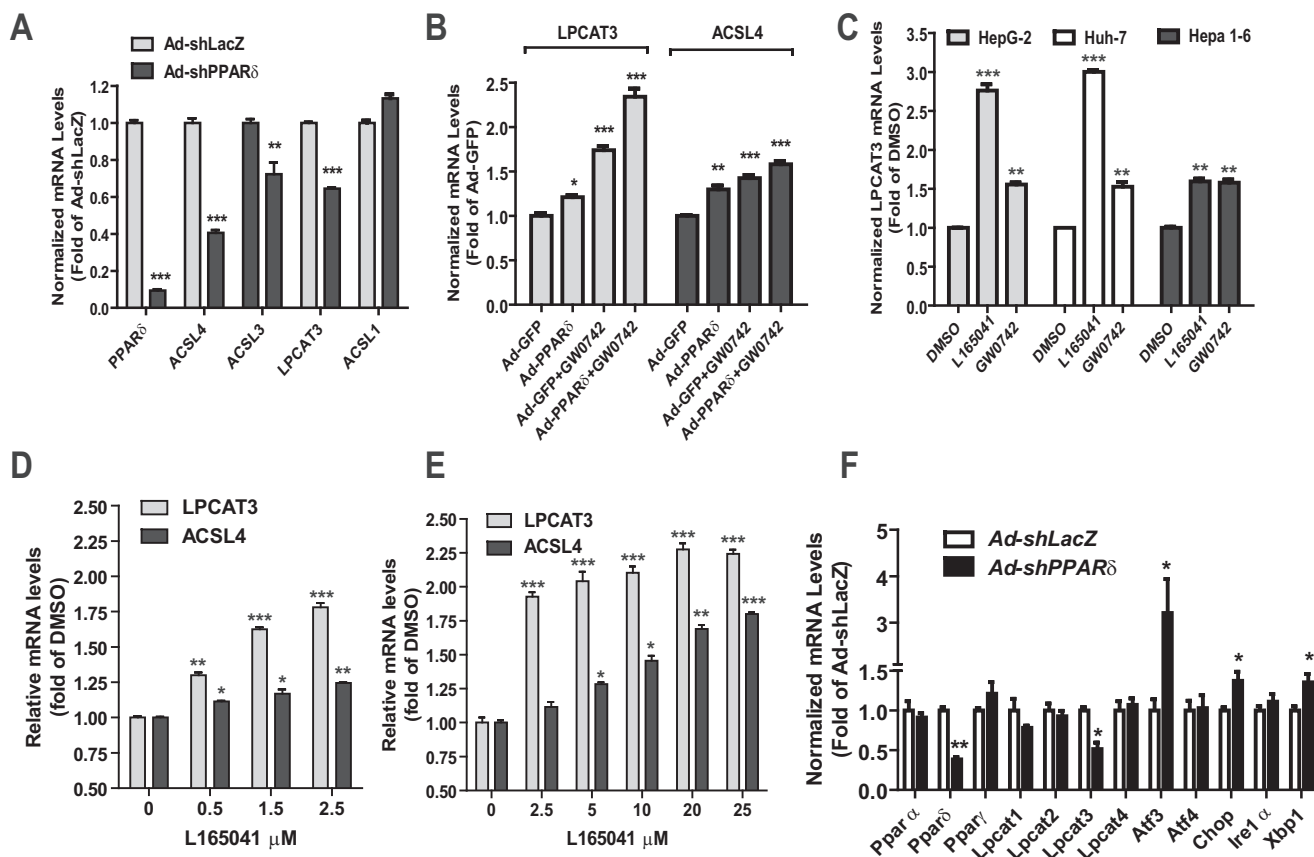 A
Ad-shLacZ
Ad-shPPARδ
Normalized mRNA Levels
(Fold of Ad-shLacZ)
1.2
1.0
0.8
0.6
0.4
0.2
0.0
*** *** ** ***
PPARδ ACSL4 ACSL3 LPCAT3 ACSL1
B
LPCAT3 ACSL4
Normalized mRNA Levels
(Fold of Ad-GFP)
2.5
2.0
1.5
1.0
0.5
0.0
* *** *** ** *** ***
Ad-GFP Ad-PPARδ Ad-GFP+GW0742 Ad-PPARδ+GW0742 Ad-GFP Ad-PPARδ Ad-GFP+GW0742 Ad-PPARδ+GW0742
C
HepG-2 Huh-7 Hepa 1-6
Normalized LPCAT3 mRNA Levels
(Fold of DMSO)
3.5
3.0
2.5
2.0
1.5
1.0
0.5
0.0
*** ** *** ** ** **
DMSO L165041 GW0742 DMSO L165041 GW0742 DMSO L165041 GW0742
D
LPCAT3
ACSL4
Relative mRNA levels
(fold of DMSO)
2.50
2.25
2.00
1.75
1.50
1.25
1.00
0.75
0.50
** * *** * *** **
0 0.5 1.5 2.5
L165041 μM
E
LPCAT3
ACSL4
Relative mRNA levels
(fold of DMSO)
2.50
2.25
2.00
1.75
1.50
1.25
1.00
0.75
0.50
*** *** * *** * *** ** *** ***
0 2.5 5 10 20 25
L165041 μM
F
Ad-shLacZ
Ad-shPPARδ
Normalized mRNA Levels
(Fold of Ad-shLacZ)
5
4
3
1.5
1.0
0.5
0.0
** * * * *
Ppar α Pparδ Pparγ Lpcat1 Lpcat2 Lpcat3 Lpcat4 Atf3 Atf4 Chop Ire1 α Xbp1